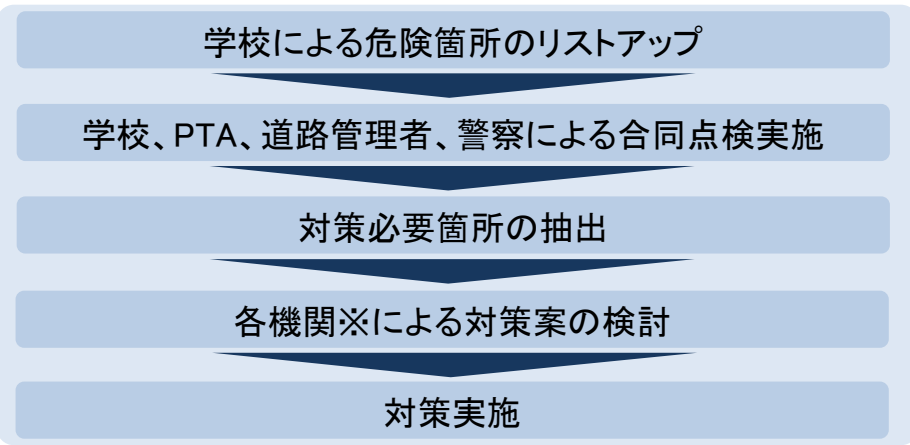 学校による危険箇所のリストアップ
学校、PTA、道路管理者、警察による合同点検実施
対策必要箇所の抽出
各機関※による対策案の検討
対策実施